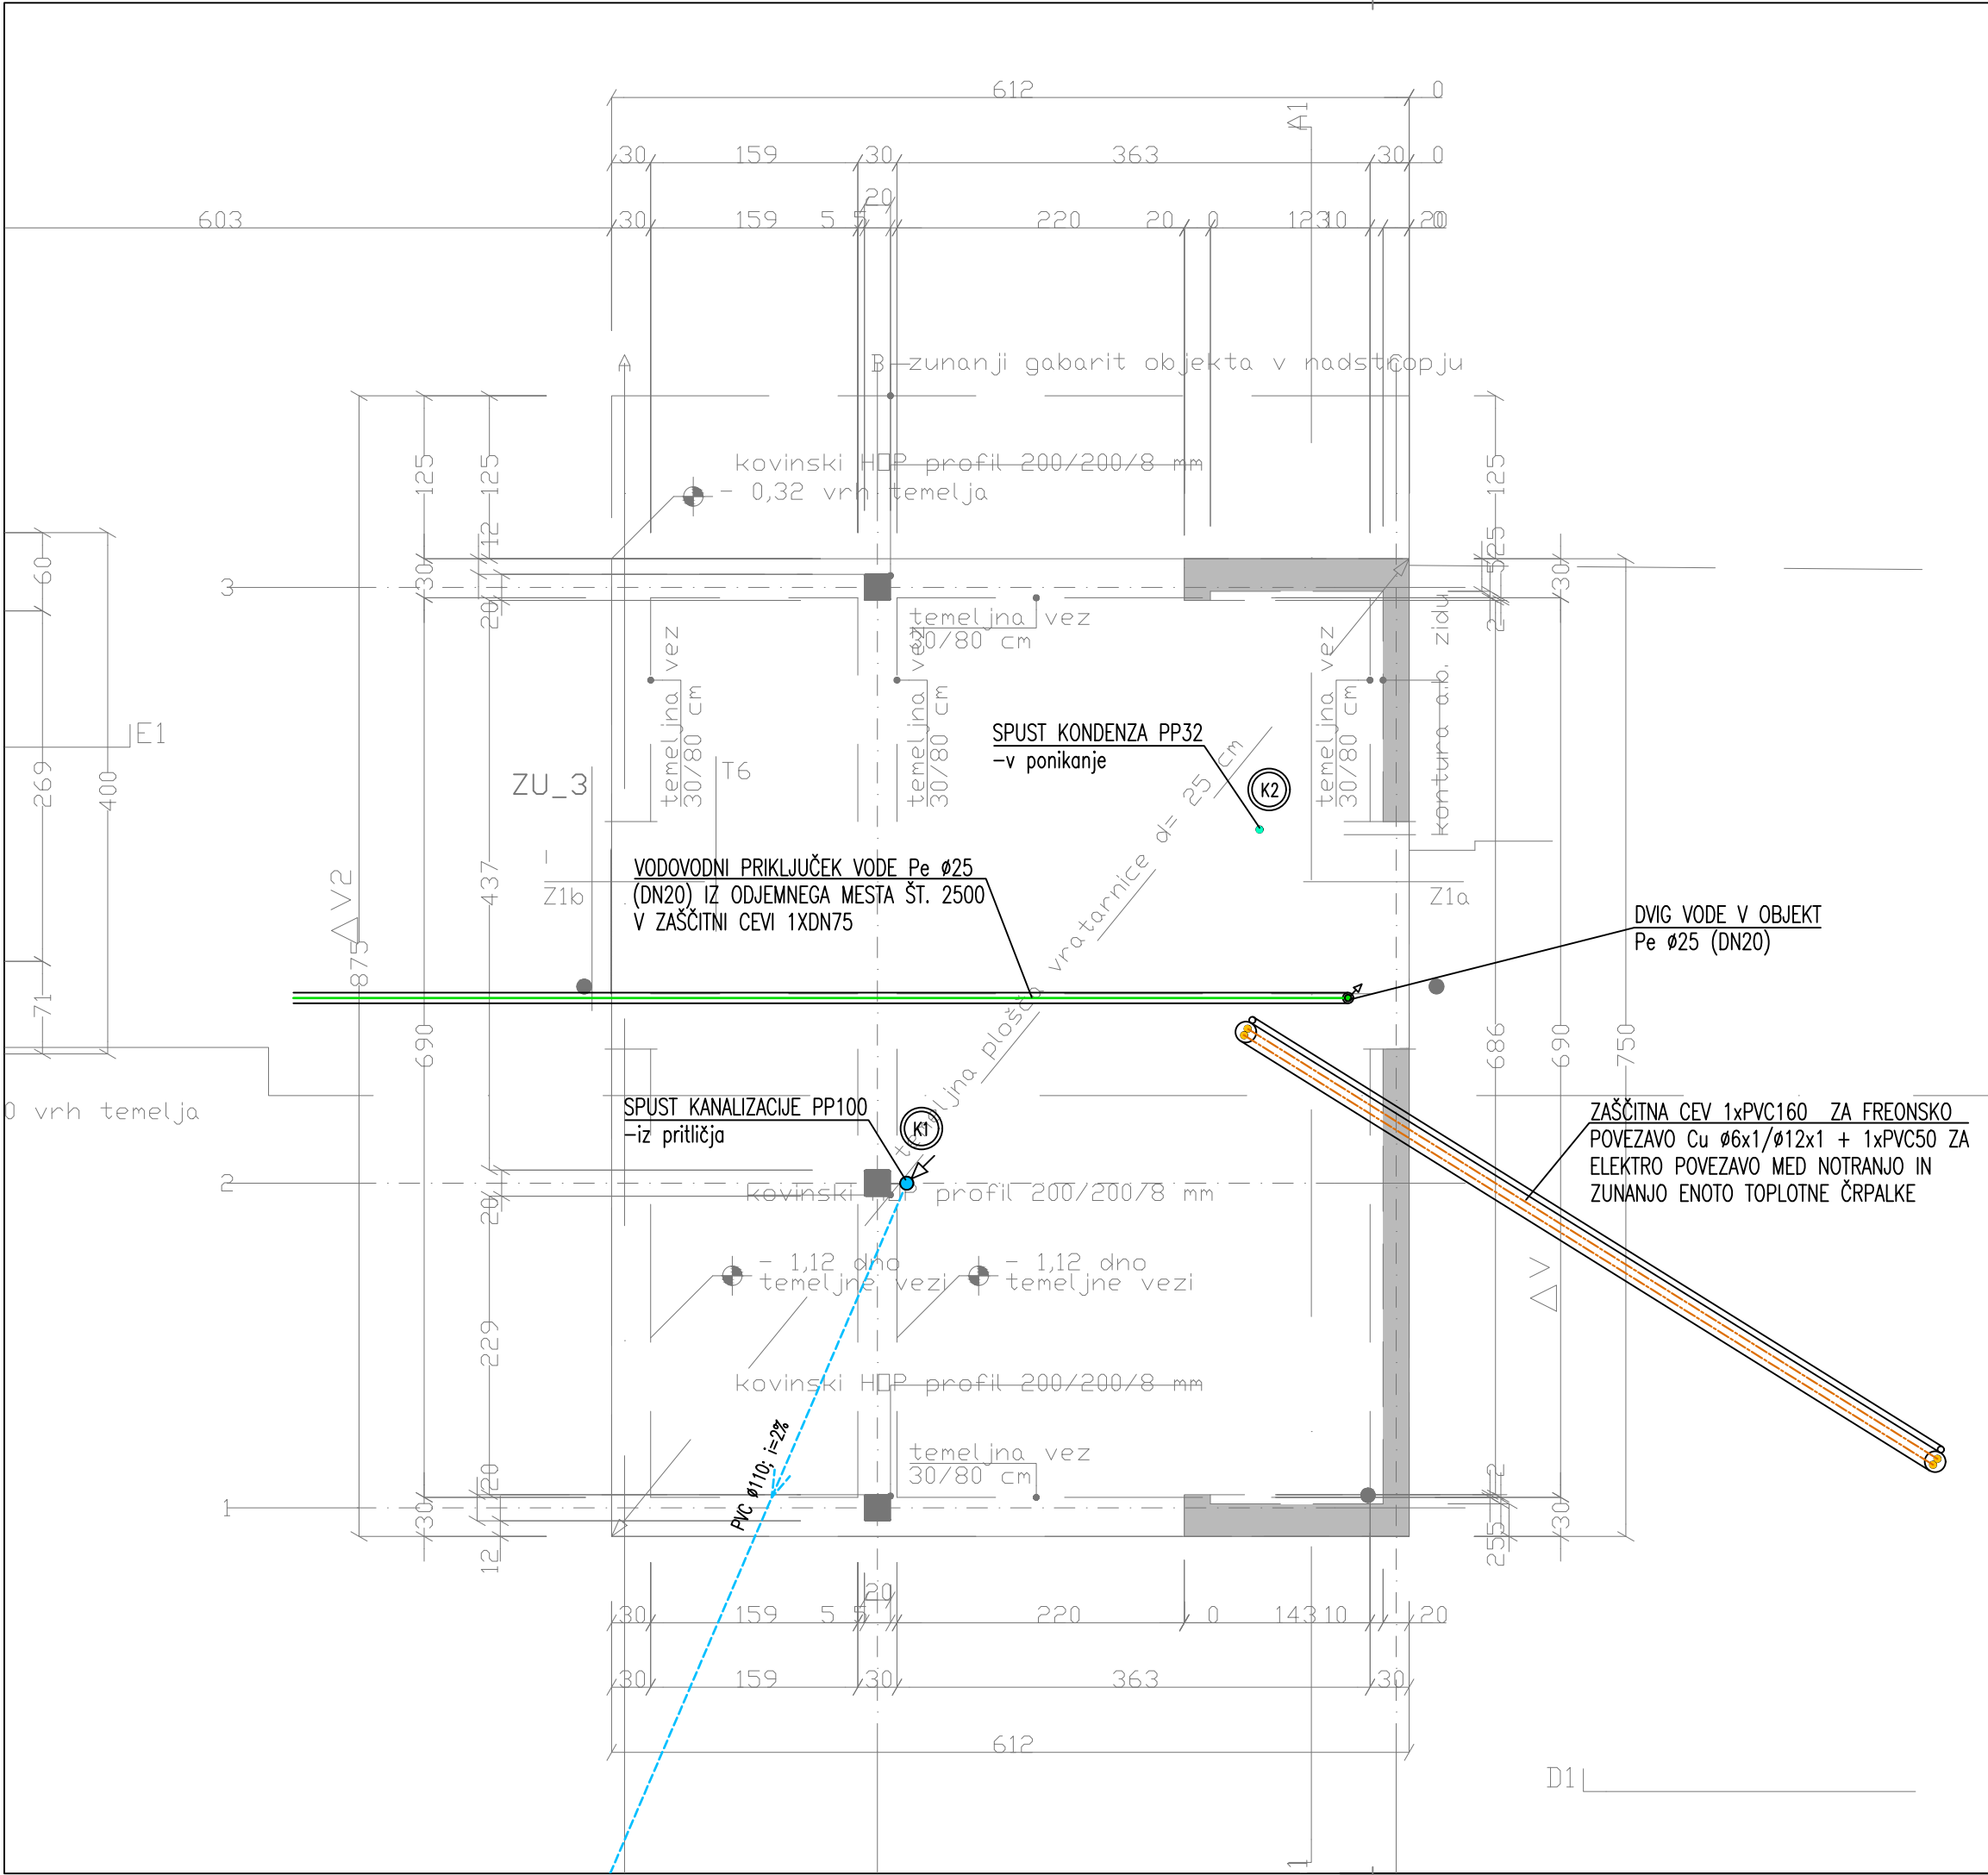 612
0
A1
30
159
30
363
30
0
20
603
30
159
5
5
220
20
0
123
10
20
0
A
B
zunanji gabarit objekta v nadstropju
C
kovinski HOP profil 200/200/8 mm
- 0,32 vrh temelja
125
125
12
125
525
30
60
30
20
2
3
temeljna vez
30/80 cm
temeljna vez
30/80 cm
temeljna vez
30/80 cm
temeljna vez
30/80 cm
kontura a.b. zidu
E1
269
400
ZU_3
T6
SPUST KONDENZA PP32
-v ponikanje
K2
temeljna plošča vratarnice d= 25 cm
437
V2
875
Z1b
Z1a
VODOVODNI PRIKLJUČEK VODE Pe ø25
(DN20) IZ ODJEMNEGA MESTA ŠT. 2500
V ZAŠČITNI CEVI 1XDN75
DVIG VODE V OBJEKT
Pe ø25 (DN20)
71
690
686
690
750
0 vrh temelja
SPUST KANALIZACIJE PP100
-iz pritličja
K1
ZAŠČITNA CEV 1xPVC160 ZA FREONSKO
POVEZAVO Cu ø6x1/ø12x1 + 1xPVC50 ZA
ELEKTRO POVEZAVO MED NOTRANJO IN
ZUNANJO ENOTO TOPLOTNE ČRPALKE
2
20
kovinski HOP profil 200/200/8 mm
- 1,12 dno
temeljne vezi
- 1,12 dno
temeljne vezi
V
229
kovinski HOP profil 200/200/8 mm
PVC ø110; i=2%
temeljna vez
30/80 cm
20
2
1
30
12
255
30
20
30
159
5
5
220
0
143
10
20
30
159
30
363
30
612
D1
1